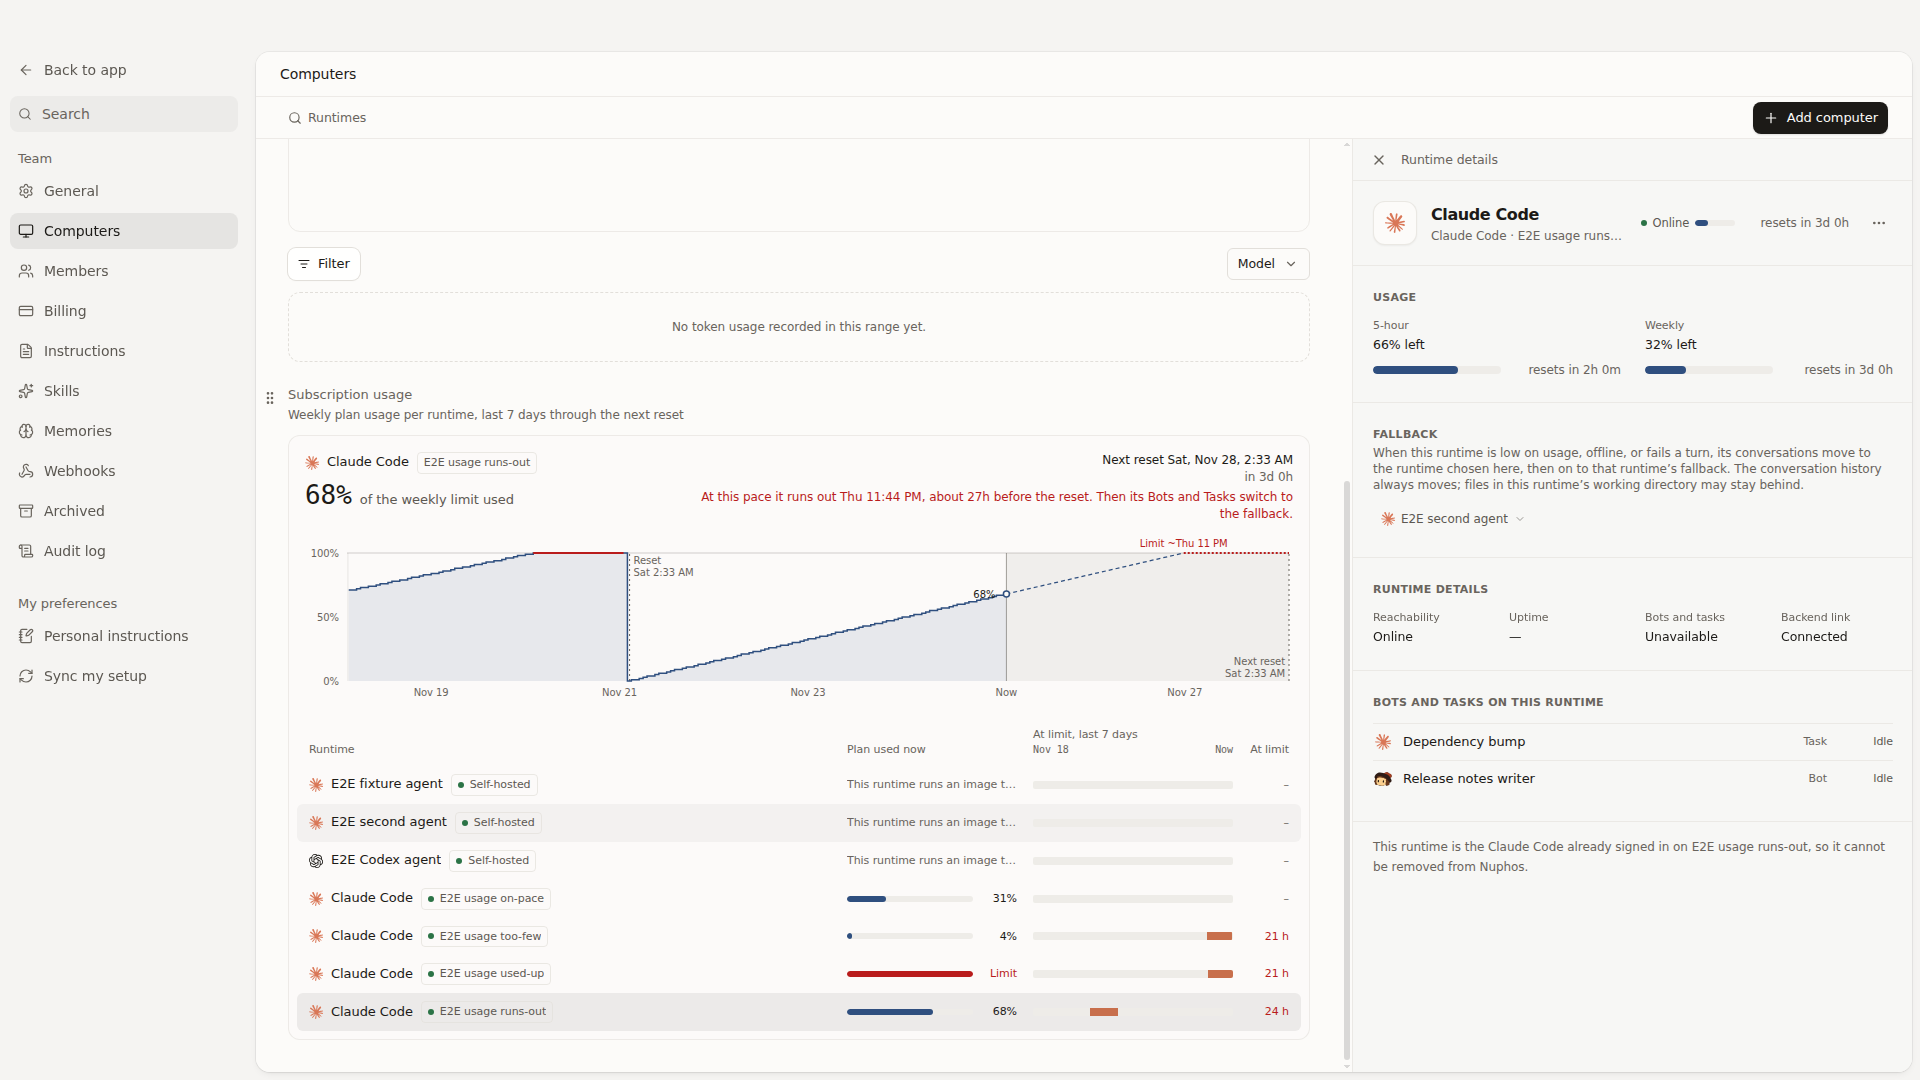 Back to app
Search
Team
General
Computers
Members
Billing
Instructions
Skills
Memories
Webhooks
Archived
Audit log
My preferences
Personal instructions
Sync my setup
Computers
Runtimes
Add computer
Filter
Model
No token usage recorded in this range yet.
Subscription usage
Weekly plan usage per runtime, last 7 days through the next reset
Claude Code E2E usage runs-out
68% of the weekly limit used
Next reset Sat, Nov 28, 2:33 AM
in 3d 0h
At this pace it runs out Thu 11:44 PM, about 27h before the reset. Then its Bots and Tasks switch to
the fallback.
Limit ~Thu 11 PM
100%
50%
0%
Reset
Sat 2:33 AM
68%
Next reset
Sat 2:33 AM
Nov 19 Nov 21 Nov 23 Now Nov 27
At limit, last 7 days
Runtime Plan used now Nov 18 Now At limit
E2E fixture agent Self-hosted This runtime runs an image t… –
E2E second agent Self-hosted This runtime runs an image t… –
E2E Codex agent Self-hosted This runtime runs an image t… –
Claude Code E2E usage on-pace 31% –
Claude Code E2E usage too-few 4% 21 h
Claude Code E2E usage used-up Limit 21 h
Claude Code E2E usage runs-out 68% 24 h
Runtime details
Claude Code
Claude Code · E2E usage runs…
Online
resets in 3d 0h
USAGE
5-hour
66% left
resets in 2h 0m
Weekly
32% left
resets in 3d 0h
FALLBACK
When this runtime is low on usage, offline, or fails a turn, its conversations move to
the runtime chosen here, then on to that runtime’s fallback. The conversation history
always moves; files in this runtime’s working directory may stay behind.
E2E second agent
RUNTIME DETAILS
Reachability Uptime Bots and tasks Backend link
Online — Unavailable Connected
BOTS AND TASKS ON THIS RUNTIME
Dependency bump Task Idle
Release notes writer Bot Idle
This runtime is the Claude Code already signed in on E2E usage runs-out, so it cannot
be removed from Nuphos.